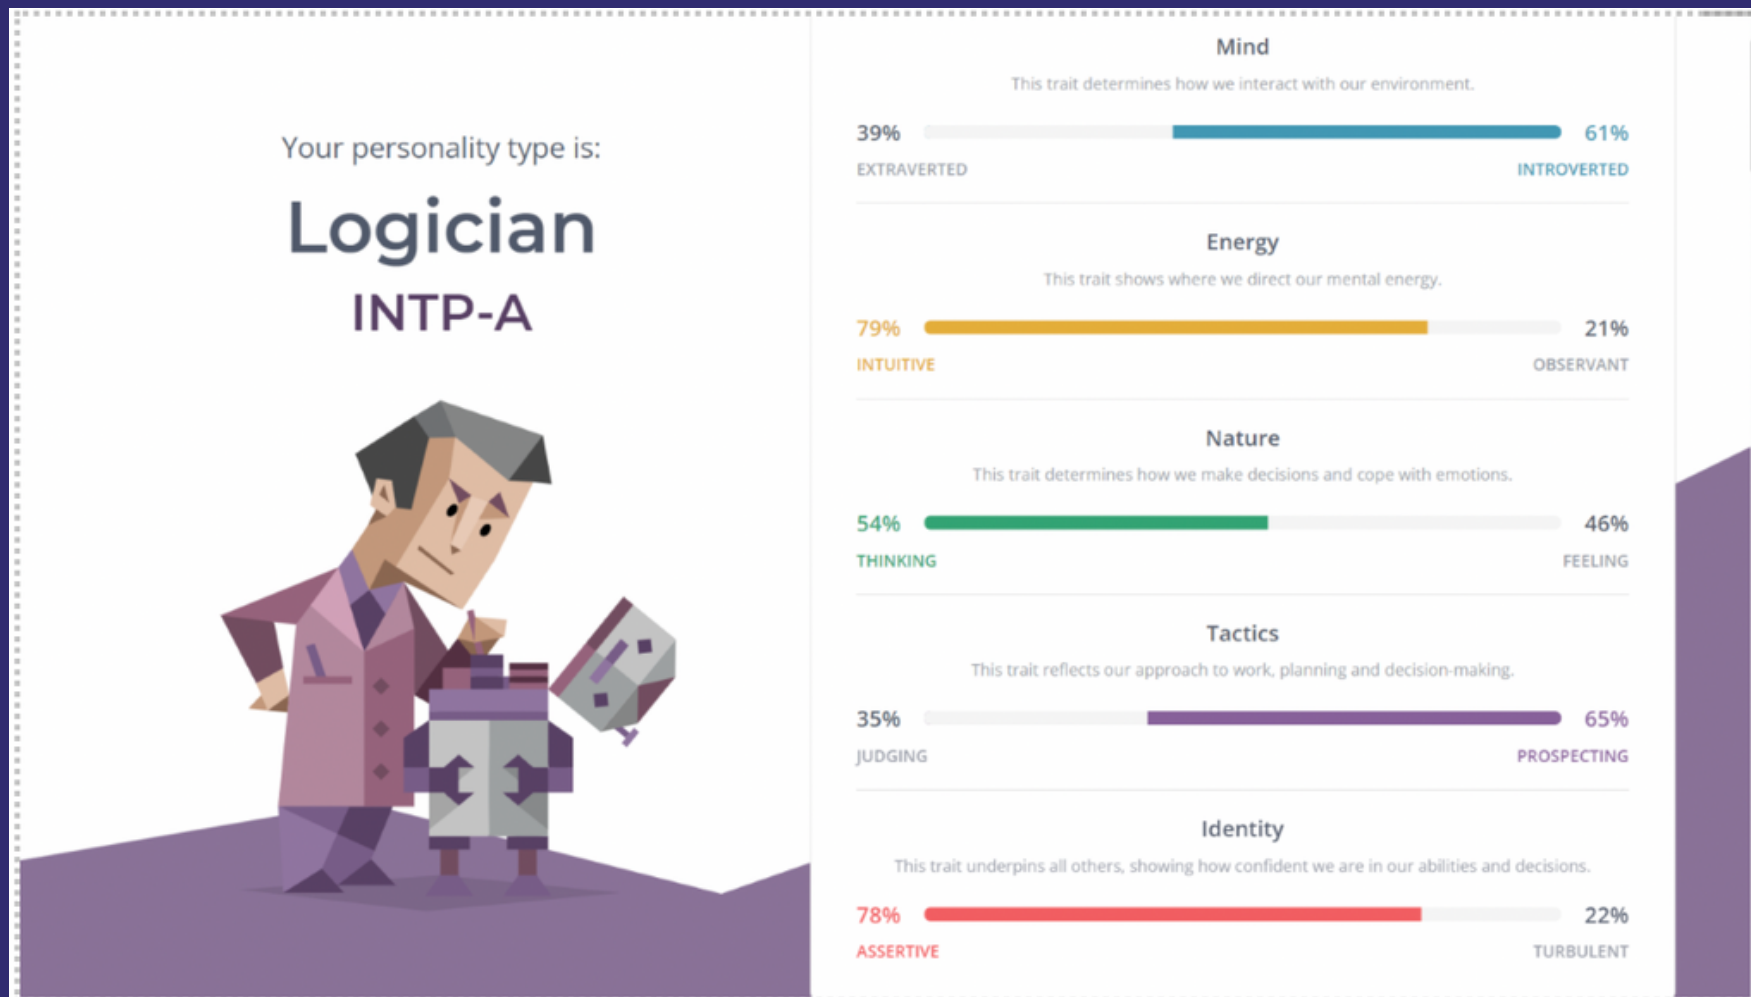 Your personality type is:
Logician
INTP-A
Mind
This trait determines how we interact with our environment.
39% 61%
EXTRAVERTED INTROVERTED
Energy
This trait shows where we direct our mental energy.
79% 21%
INTUITIVE OBSERVANT
Nature
This trait determines how we make decisions and cope with emotions.
54% 46%
THINKING FEELING
Tactics
This trait reflects our approach to work, planning and decision-making.
35% 65%
JUDGING PROSPECTING
Identity
This trait underpins all others, showing how confident we are in our abilities and decisions.
78% 22%
ASSERTIVE TURBULENT